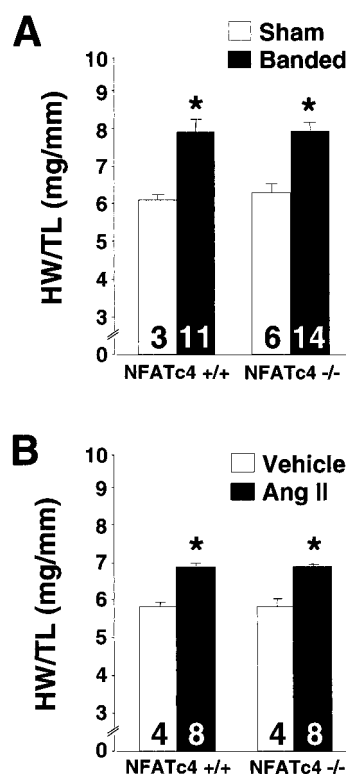 A
Sham
Banded
HW/TL (mg/mm)
10
9
8
7
6
5
4
3
0
*
*
3 11 6 14
NFATc4 +/+ NFATc4 -/-
B
Vehicle
Ang II
HW/TL (mg/mm)
10
9
8
7
6
5
4
3
0
*
*
4 8 4 8
NFATc4 +/+ NFATc4 -/-